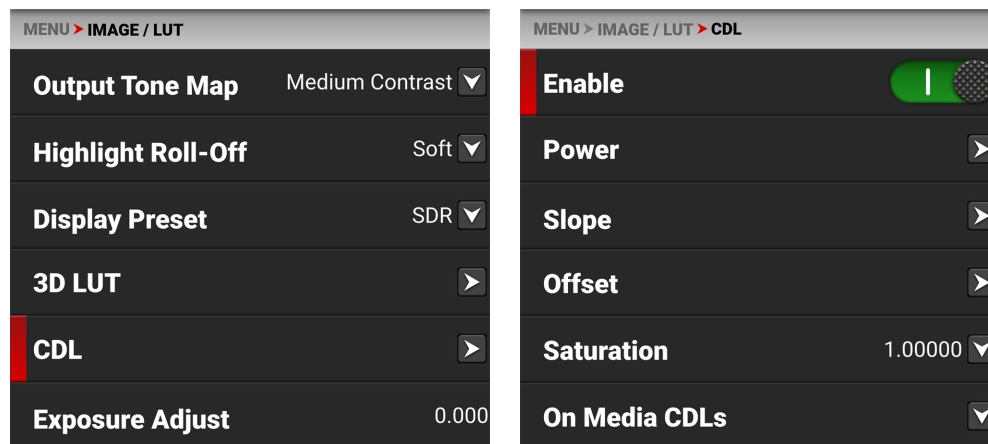 MENU IMAGE / LUT
Output Tone Map Medium Contrast
Highlight Roll-Off Soft
Display Preset SDR
3D LUT
CDL
Exposure Adjust 0.000
MENU IMAGE / LUT CDL
Enable
Power
Slope
Offset
Saturation 1.00000
On Media CDLs